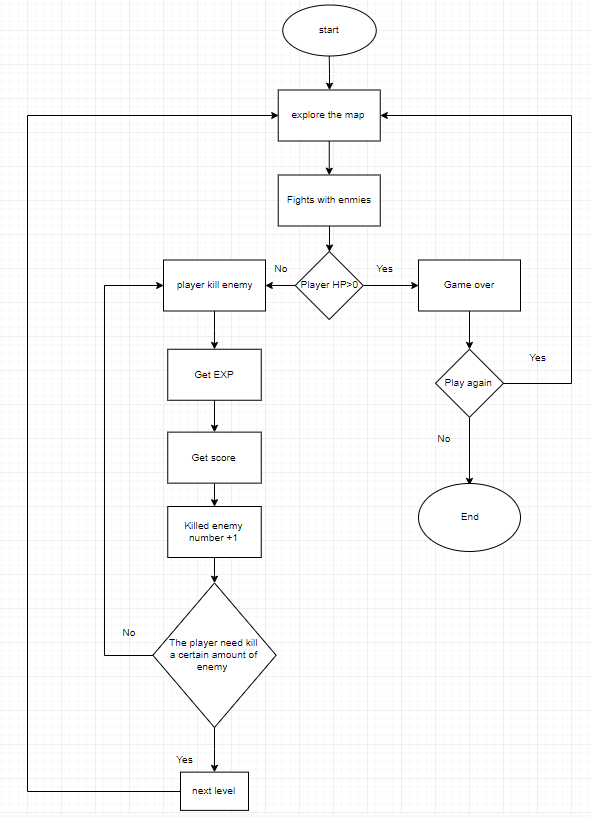 start
explore the map
Fights with enmies
No
Yes
player kill enemy
Player HP>0
Game over
Yes
Get EXP
Play again
No
Get score
End
Killed enemy
number +1
No
The player need kill
a certain amount of
enemy
Yes
next level